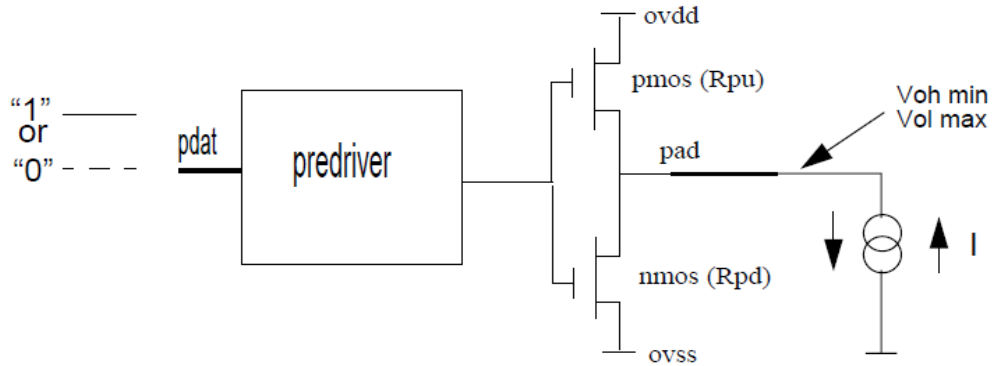 ovdd
pmos (Rpu)
Voh min
Vol max
“1”
or
“0”
pdat
predriver
pad
I
nmos (Rpd)
ovss